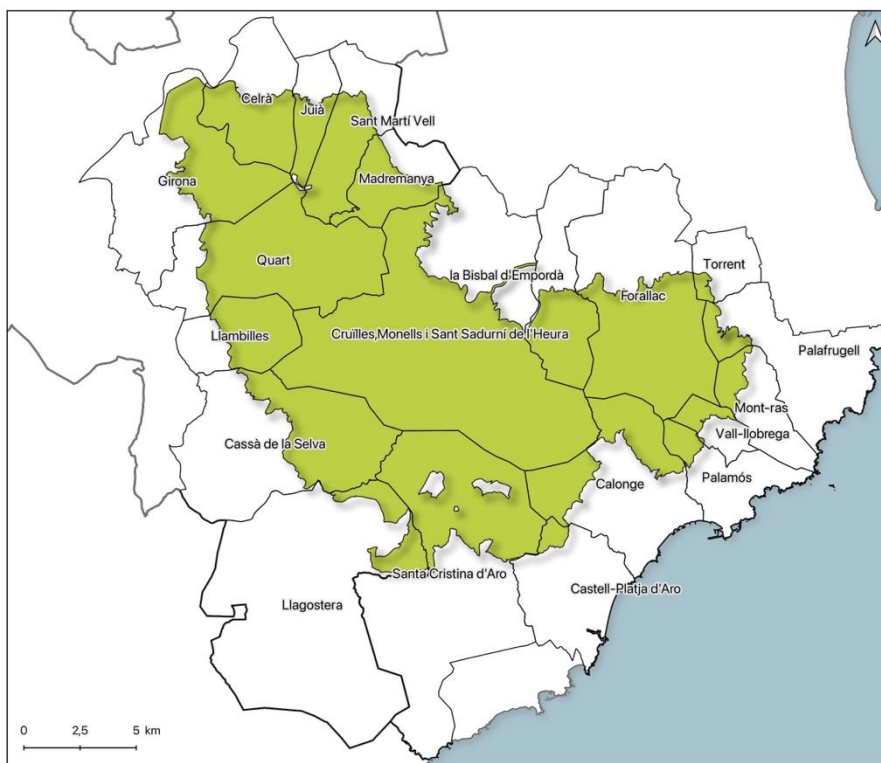 Celrà
Juià
Sant Martí Vell
Girona
Madremanya
Quart
la Bisbal d'Empordà
Torrent
Forallac
Llambilles
Cruïlles,Monells i Sant Sadurní de l'Heura
Palafrugell
Mont-ras
Vall-llobrega
Cassà de la Selva
Calonge
Palamós
Santa Cristina d'Aro
Castell-Platja d'Aro
Llagostera
0 2,5 5 km